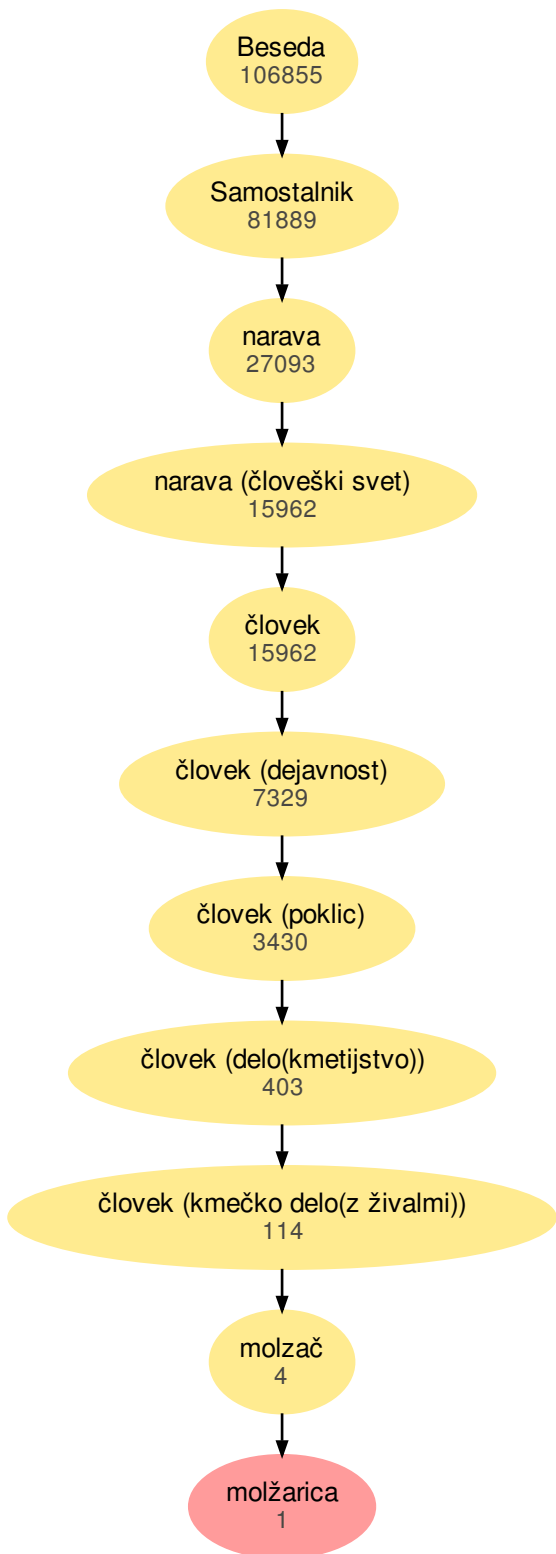 Beseda
106855
Samostalnik
81889
narava
27093
narava (človeški svet)
15962
človek
15962
človek (dejavnost)
7329
človek (poklic)
3430
človek (delo(kmetijstvo))
403
človek (kmečko delo(z živalmi))
114
molzač
4
molžarica
1